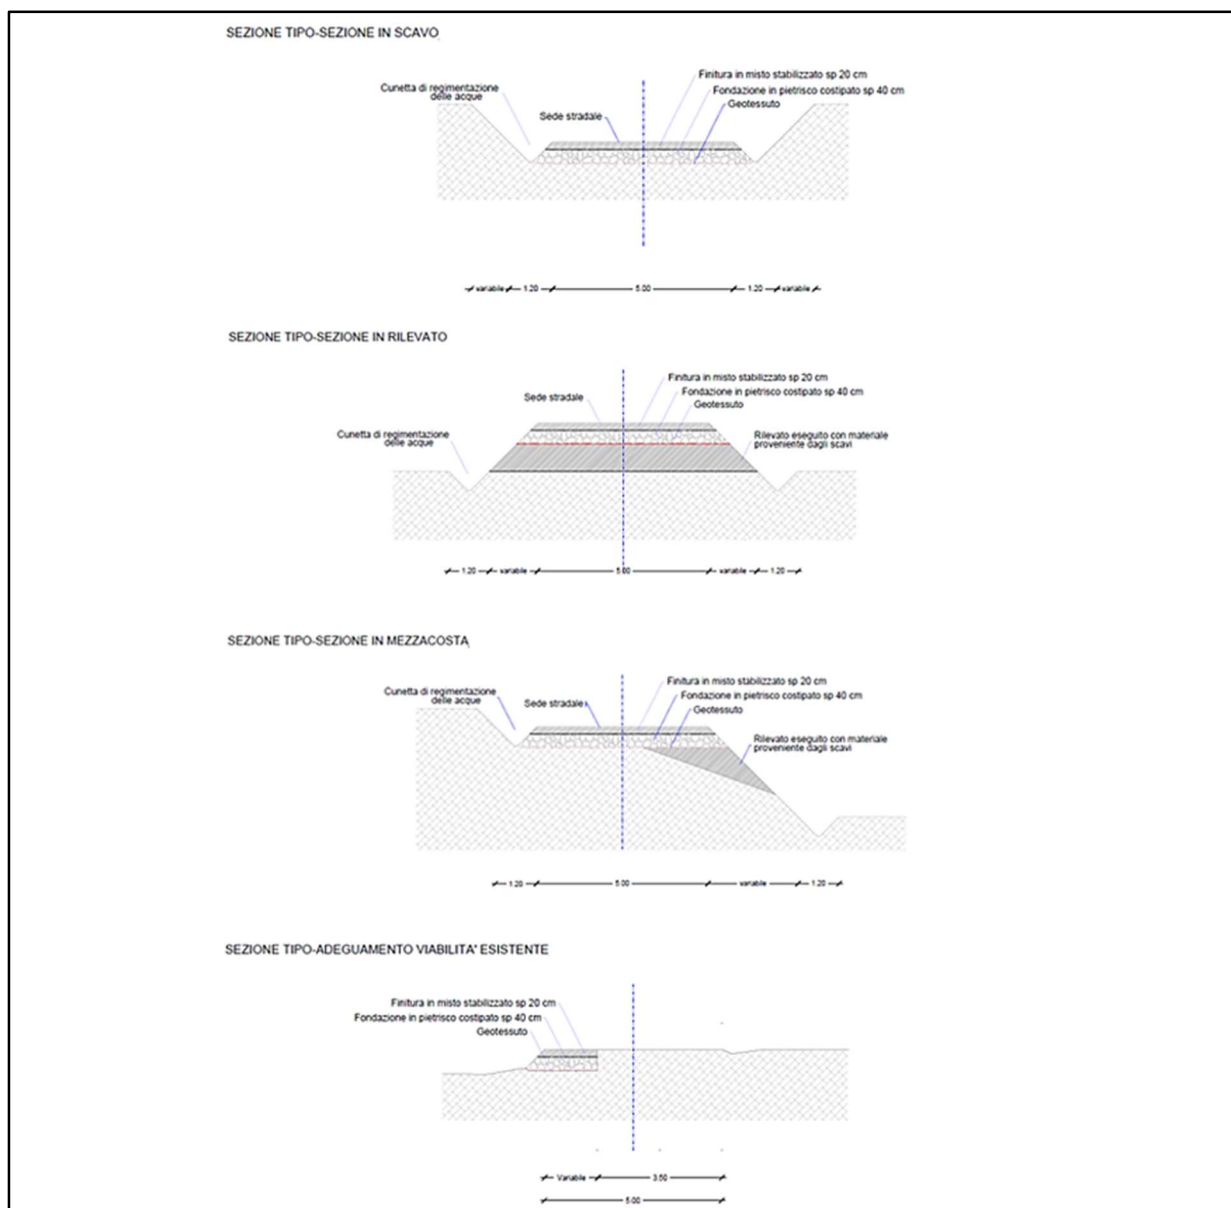 SEZIONE TIPO-SEZIONE IN SCAVO
Finitura in misto stabilizzato sp 20 cm
Cunetta di regimentazione
delle acque
Fondazione in pietrisco costipato sp 40 cm
Geotessuto
Sede stradale
variabile 1.20 5.00 1.20 variabile
SEZIONE TIPO-SEZIONE IN RILEVATO
Finitura in misto stabilizzato sp 20 cm
Fondazione in pietrisco costipato sp 40 cm
Sede stradale
Geotessuto
Cunetta di regimentazione
delle acque
Rilevato eseguito con materiale
proveniente dagli scavi
1.20 variabile 5.00 variabile 1.20
SEZIONE TIPO-SEZIONE IN MEZZACOSTA
Finitura in misto stabilizzato sp 20 cm
Cunetta di regimentazione
delle acque
Fondazione in pietrisco costipato sp 40 cm
Sede stradale
Geotessuto
Rilevato eseguito con materiale
proveniente dagli scavi
1.20 5.00 variabile 1.20
SEZIONE TIPO-ADEGUAMENTO VIABILITA' ESISTENTE
Finitura in misto stabilizzato sp 20 cm
Fondazione in pietrisco costipato sp 40 cm
Geotessuto
Variabile 3.50
5.00